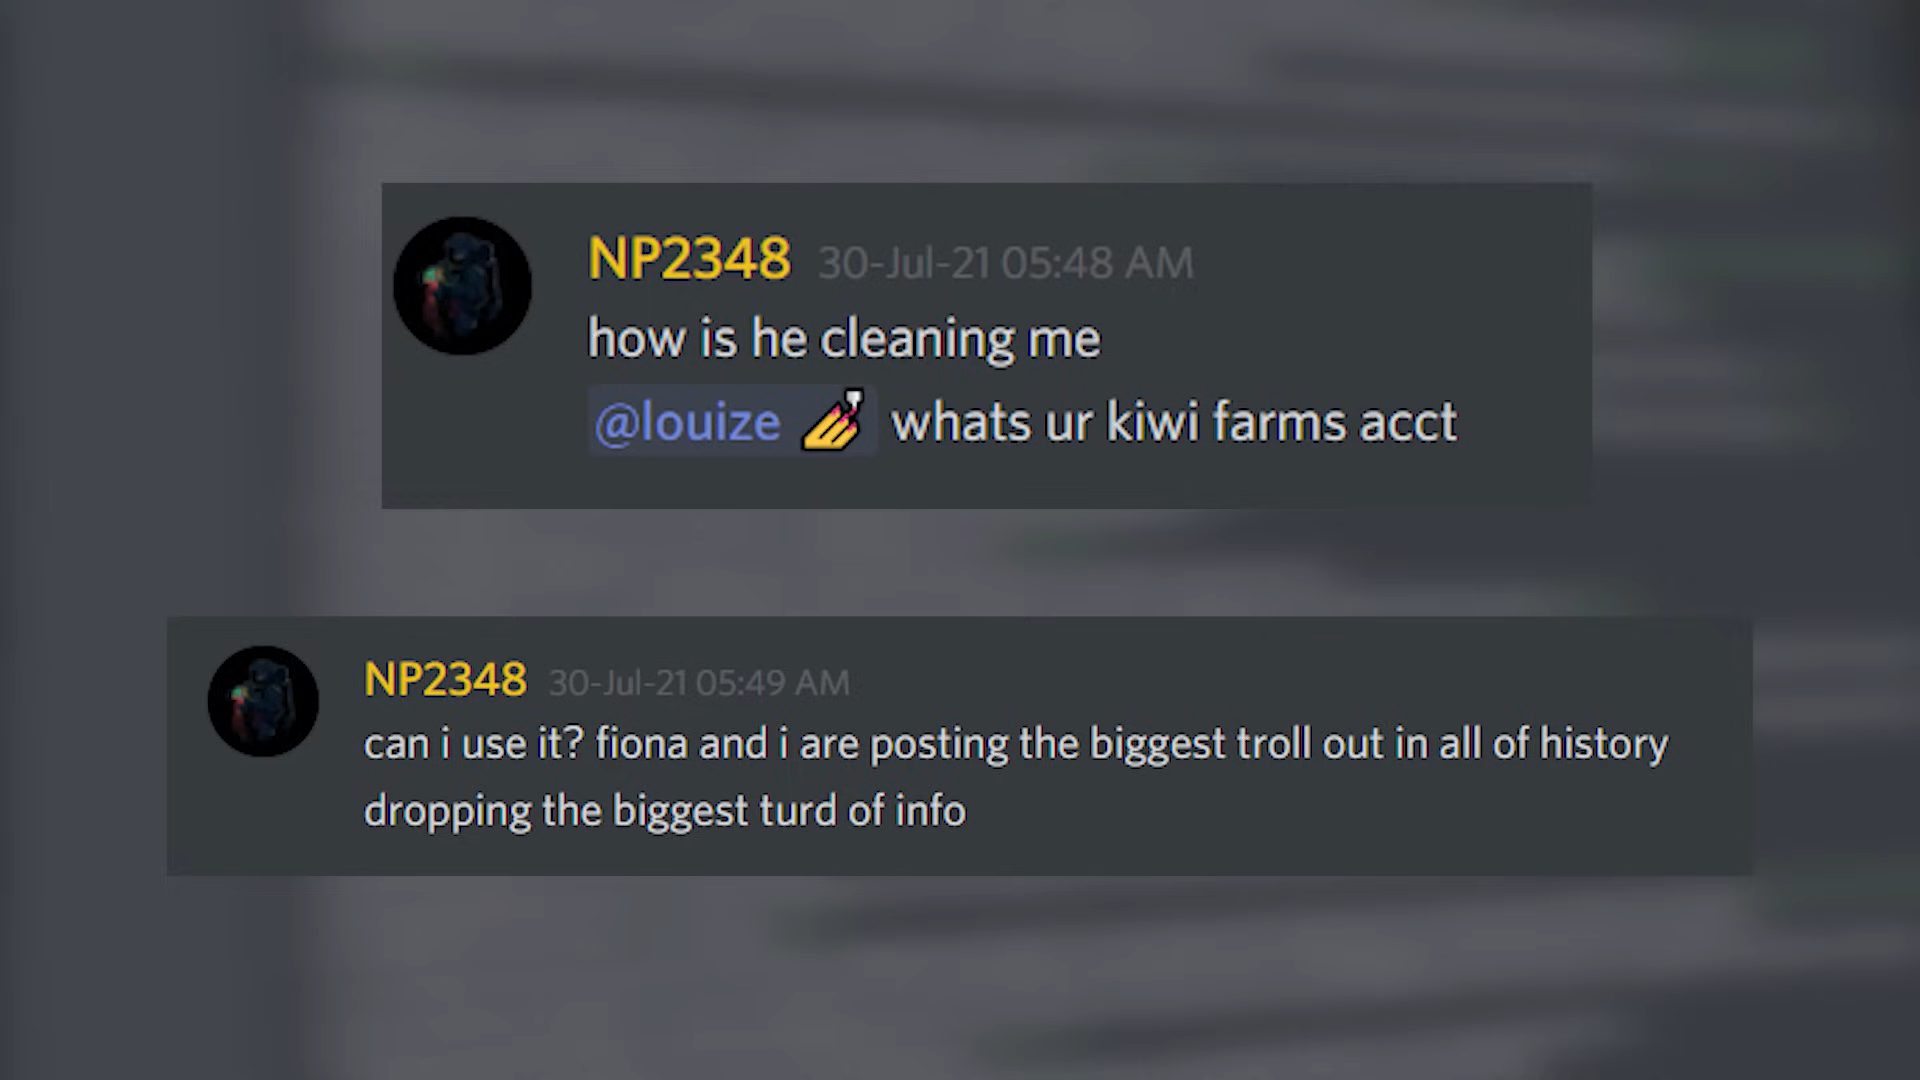 NP2348 30-Jul-21 05:48 AM
how is he cleaning me
@louize 💅 whats ur kiwi farms acct
NP2348 30-Jul-21 05:49 AM
can i use it? fiona and i are posting the biggest troll out in all of history
dropping the biggest turd of info